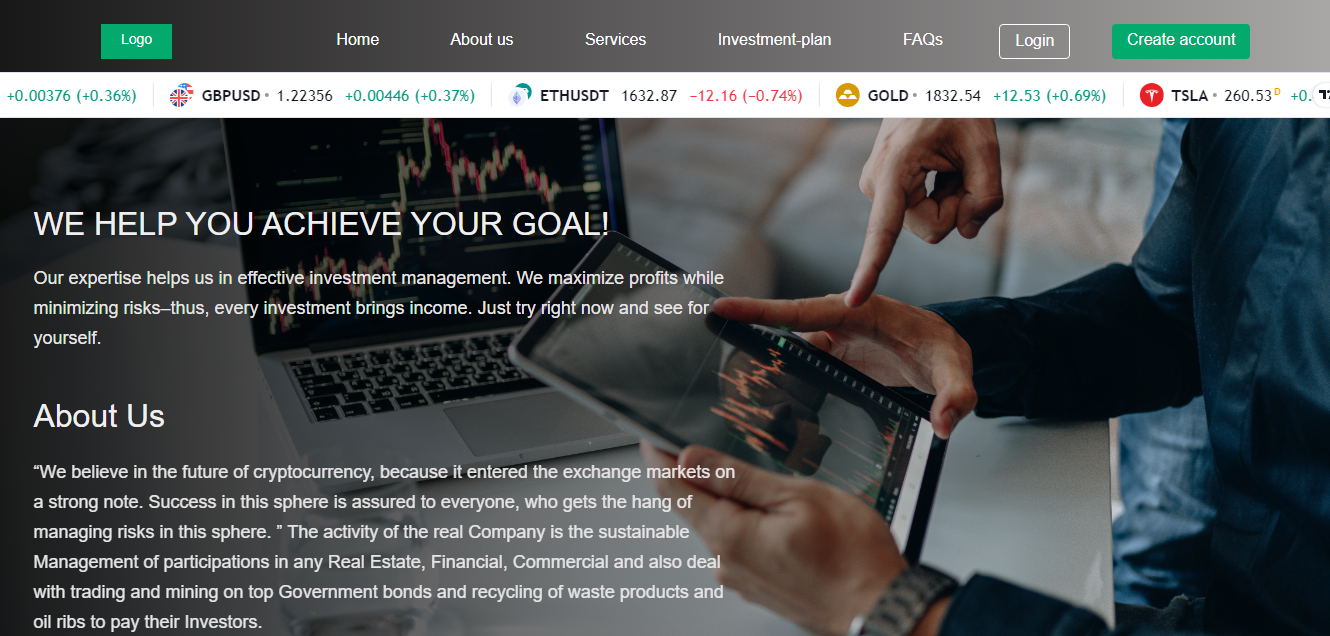 Logo
Home
About us
Services
Investment-plan
FAQs
Login
Create account
+0.00376 (+0.36%) GBPUSD • 1.22356 +0.00446 (+0.37%) ETHUSDT 1632.87 −12.16 (−0.74%) GOLD • 1832.54 +12.53 (+0.69%) TSLA • 260.53 D +0.
WE HELP YOU ACHIEVE YOUR GOAL!
Our expertise helps us in effective investment management. We maximize profits while
minimizing risks–thus, every investment brings income. Just try right now and see for
yourself.
About Us
“We believe in the future of cryptocurrency, because it entered the exchange markets on
a strong note. Success in this sphere is assured to everyone, who gets the hang of
managing risks in this sphere. ” The activity of the real Company is the sustainable
Management of participations in any Real Estate, Financial, Commercial and also deal
with trading and mining on top Government bonds and recycling of waste products and
oil ribs to pay their Investors.